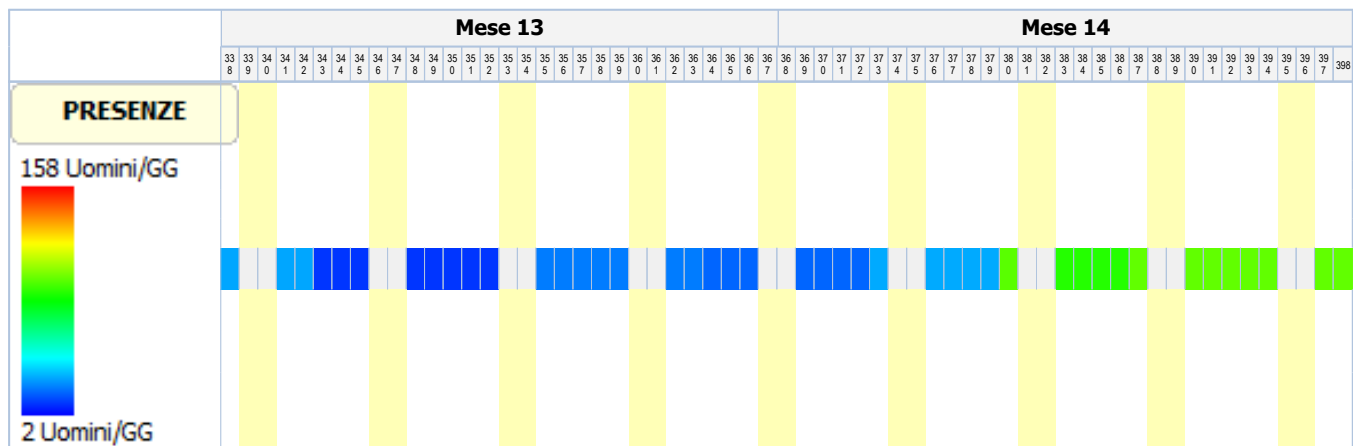 Mese 13 Mese 14
338 339 340 341 342 343 344 345 346 347 348 349 350 351 352 353 354 355 356 357 358 359 360 361 362 363 364 365 366 367 368 369 370 371 372 373 374 375 376 377 378 379 380 381 382 383 384 385 386 387 388 389 390 391 392 393 394 395 396 397 398
PRESENZE
158 Uomini/GG
2 Uomini/GG